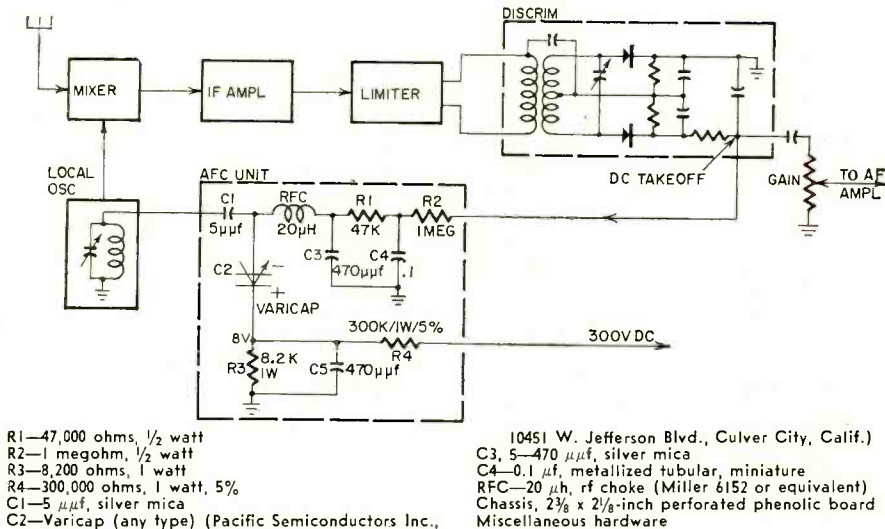 DISCRIM
MIXER
IF AMPL
LIMITER
LOCAL
OSC
DC TAKEOFF
GAIN
TO AF
AMPL
AFC UNIT
C1
5µµf
RFC
20µH
R1
47K
R2
1MEG
C3
470µµf
C4
.1
C2
-
+
VARICAP
8V
300K/1W/5%
R4
300V DC
R3
8.2K
1W
C5
470µµf
R1—47,000 ohms, ½ watt
R2—1 megohm, ½ watt
R3—8,200 ohms, 1 watt
R4—300,000 ohms, 1 watt, 5%
C1—5 µµf, silver mica
C2—Varicap (any type) (Pacific Semiconductors Inc.,
10451 W. Jefferson Blvd., Culver City, Calif.)
C3, 5—470 µµf, silver mica
C4—0.1 µf, metallized tubular, miniature
RFC—20 µh, rf choke (Miller 6152 or equivalent)
Chassis, 2⅜ x 2⅛-inch perforated phenolic board
Miscellaneous hardware